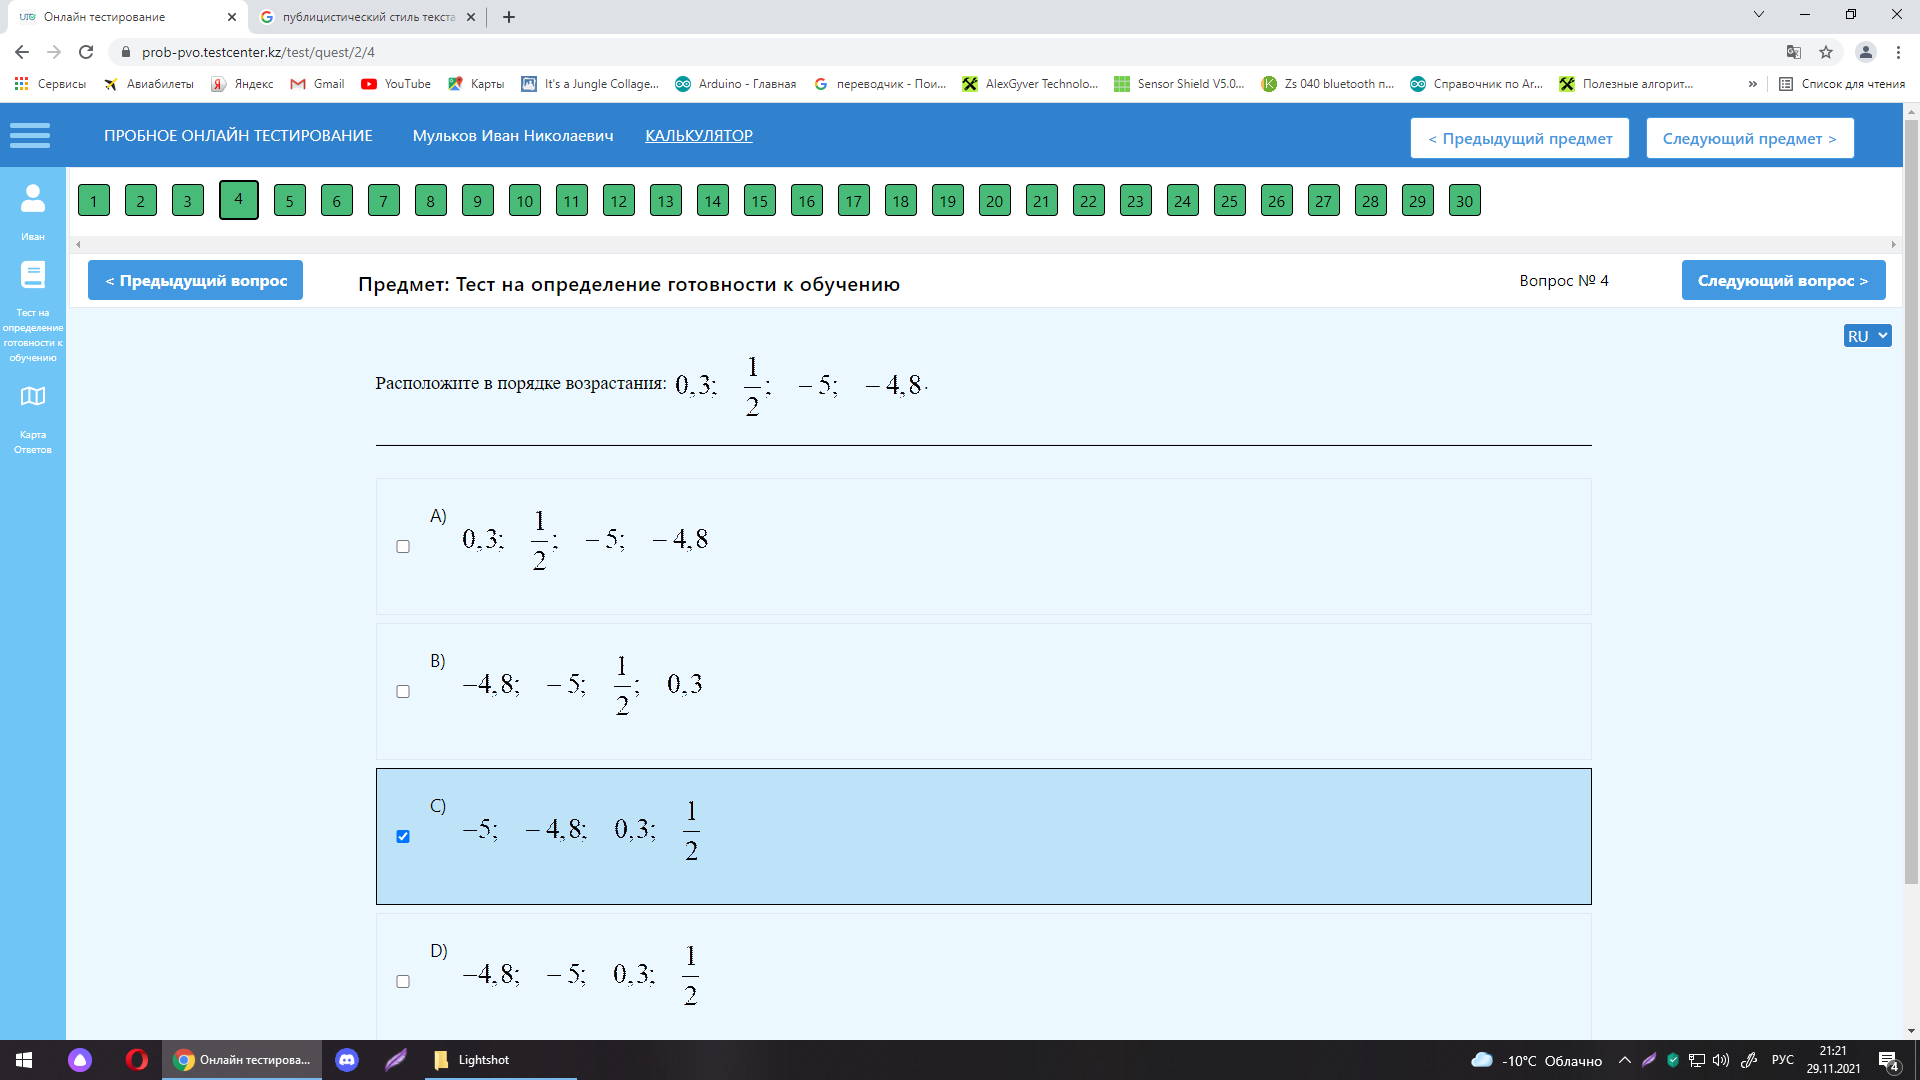 Онлайн тестирование
публицистический стиль текста
prob-pvo.testcenter.kz/test/quest/2/4
Сервисы Авиабилеты Яндекс Gmail YouTube Карты It's a Jungle Collage... Arduino - Главная переводчик - Пои... AlexGyver Technolo... Sensor Shield V5.0... Zs 040 bluetooth п... Справочник по Ar... Полезные алгорит... » Список для чтения
ПРОБНОЕ ОНЛАЙН ТЕСТИРОВАНИЕ Мульков Иван Николаевич КАЛЬКУЛЯТОР < Предыдущий предмет Следующий предмет >
1 2 3 4 5 6 7 8 9 10 11 12 13 14 15 16 17 18 19 20 21 22 23 24 25 26 27 28 29 30
Иван
Тест на
определение
готовности к
обучению
Карта
Ответов
< Предыдущий вопрос Предмет: Тест на определение готовности к обучению Вопрос № 4 Следующий вопрос >
RU
Расположите в порядке возрастания: 0,3; 1/2; −5; −4,8.
A) 0,3; 1/2; −5; −4,8
B) −4,8; −5; 1/2; 0,3
C) −5; −4,8; 0,3; 1/2
D) −4,8; −5; 0,3; 1/2
Онлайн тестирова... Lightshot -10°C Облачно РУС 21:21
29.11.2021
4